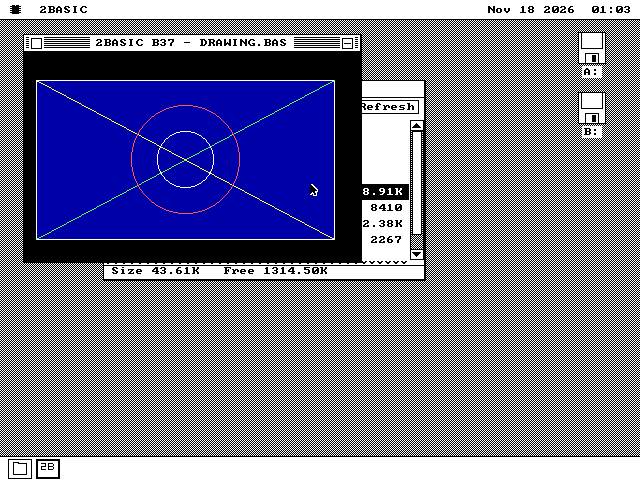 2BASIC
Nov 18 2026 01:03
2BASIC B37 - DRAWING.BAS
A:
Refresh
B:
8.91K
8410
2.38K
2267
Size 43.61K Free 1314.50K
2B